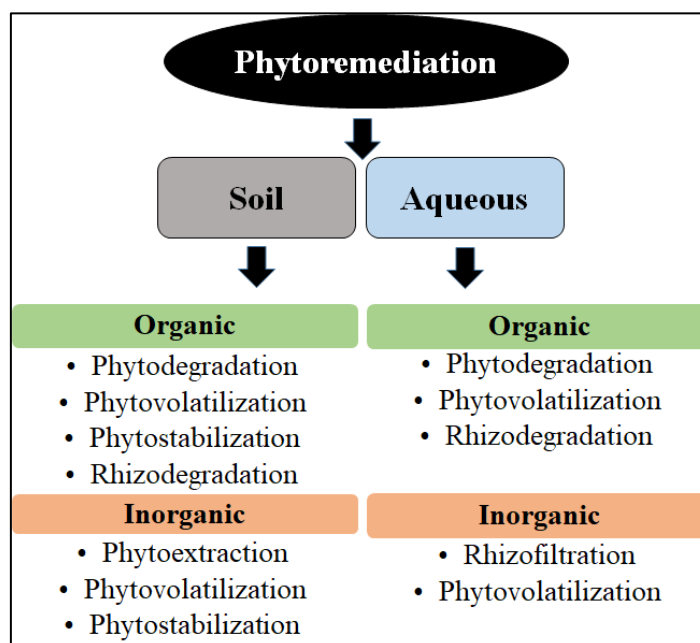 Phytoremediation
Soil
Aqueous
Organic
• Phytodegradation
• Phytovolatilization
• Phytostabilization
• Rhizodegradation
Inorganic
• Phytoextraction
• Phytovolatilization
• Phytostabilization
Organic
• Phytodegradation
• Phytovolatilization
• Rhizodegradation
Inorganic
• Rhizofiltration
• Phytovolatilization